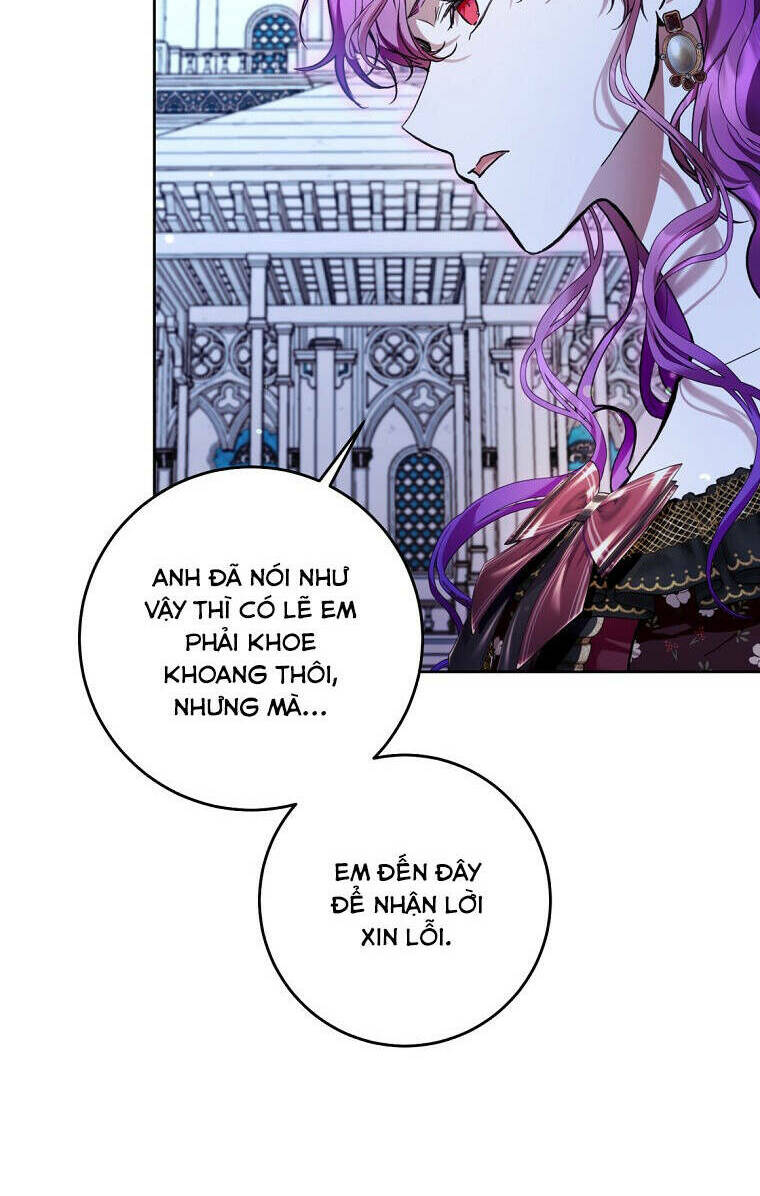 ANH ĐÃ NÓI NHƯ
VẬY THÌ CÓ LẼ EM
PHẢI KHOE
KHOANG THÔI,
NHƯNG MÀ...
EM ĐẾN ĐÂY
ĐỂ NHẬN LỜI
XIN LỖI.